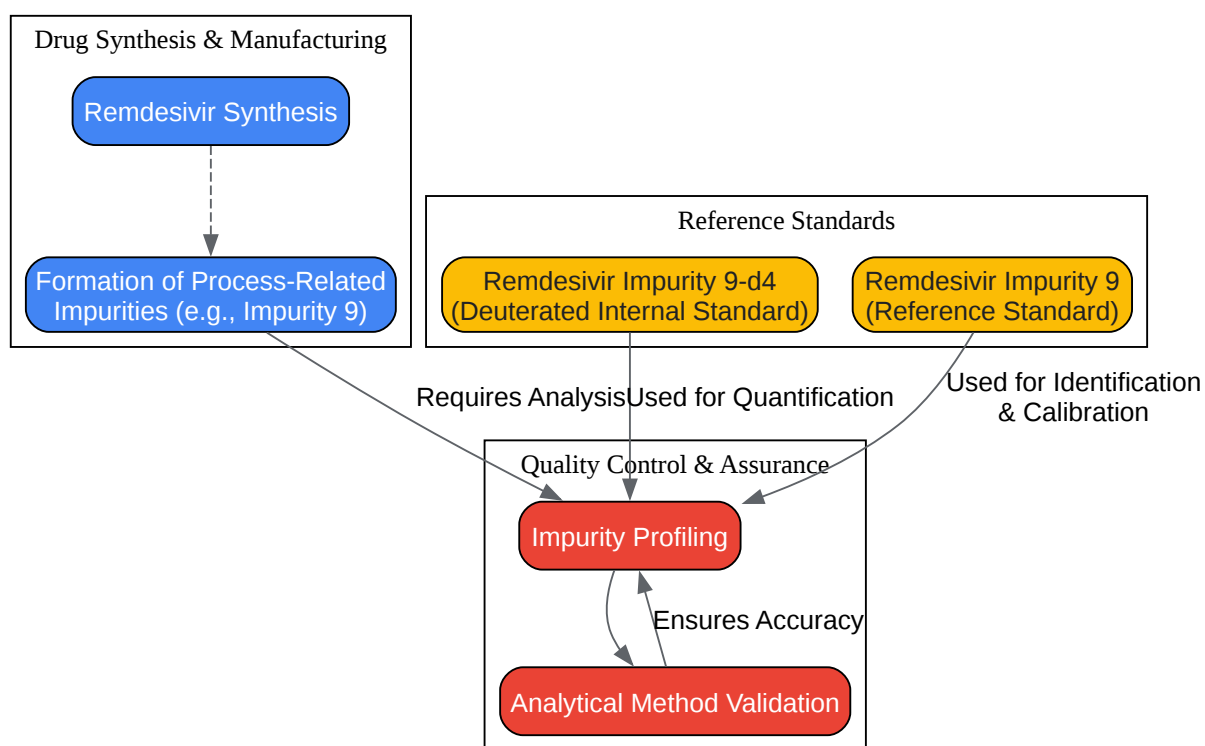 Drug Synthesis & Manufacturing
Remdesivir Synthesis
Formation of Process-Related
Impurities (e.g., Impurity 9)
Reference Standards
Remdesivir Impurity 9-d4
(Deuterated Internal Standard)
Remdesivir Impurity 9
(Reference Standard)
Requires Analysis
Used for Quantification
Used for Identification
& Calibration
Quality Control & Assurance
Impurity Profiling
Ensures Accuracy
Analytical Method Validation